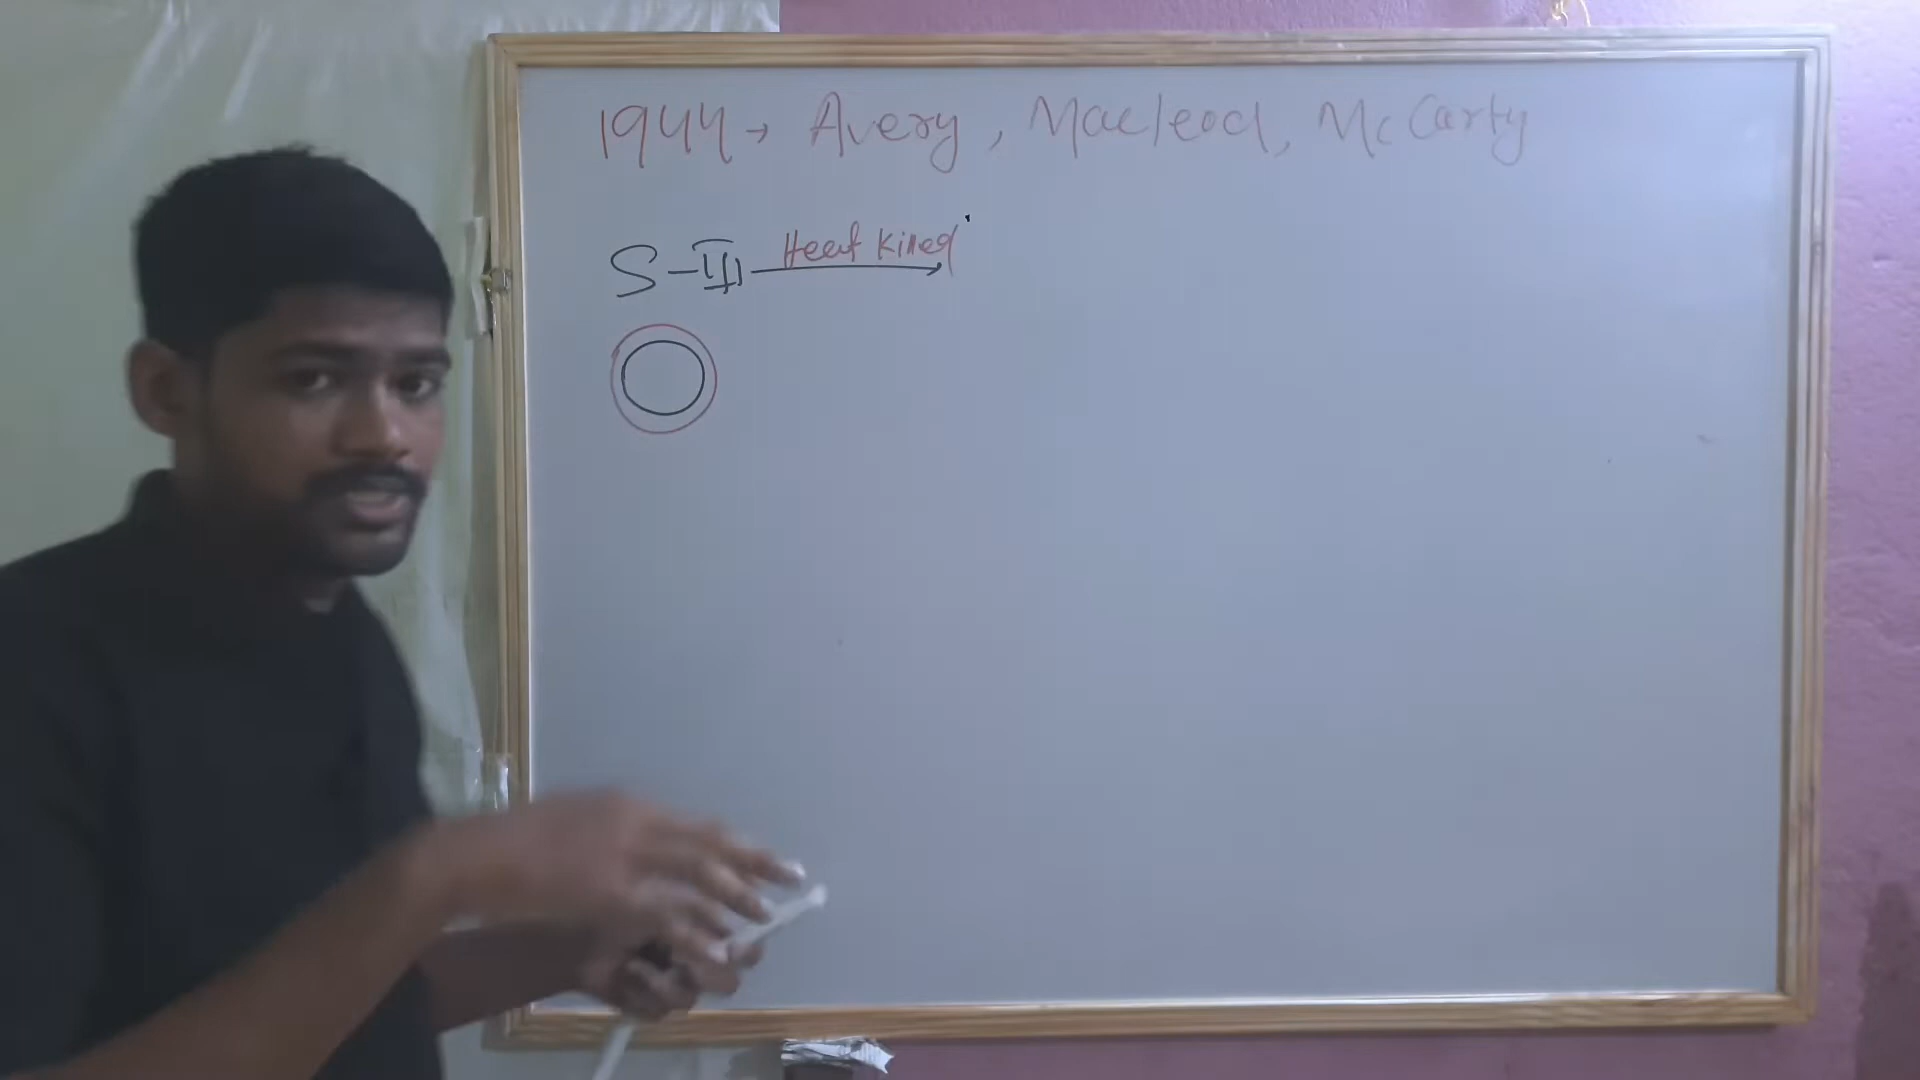 1944 → Avery, Macleod, McCarty
S-III Heat Killed